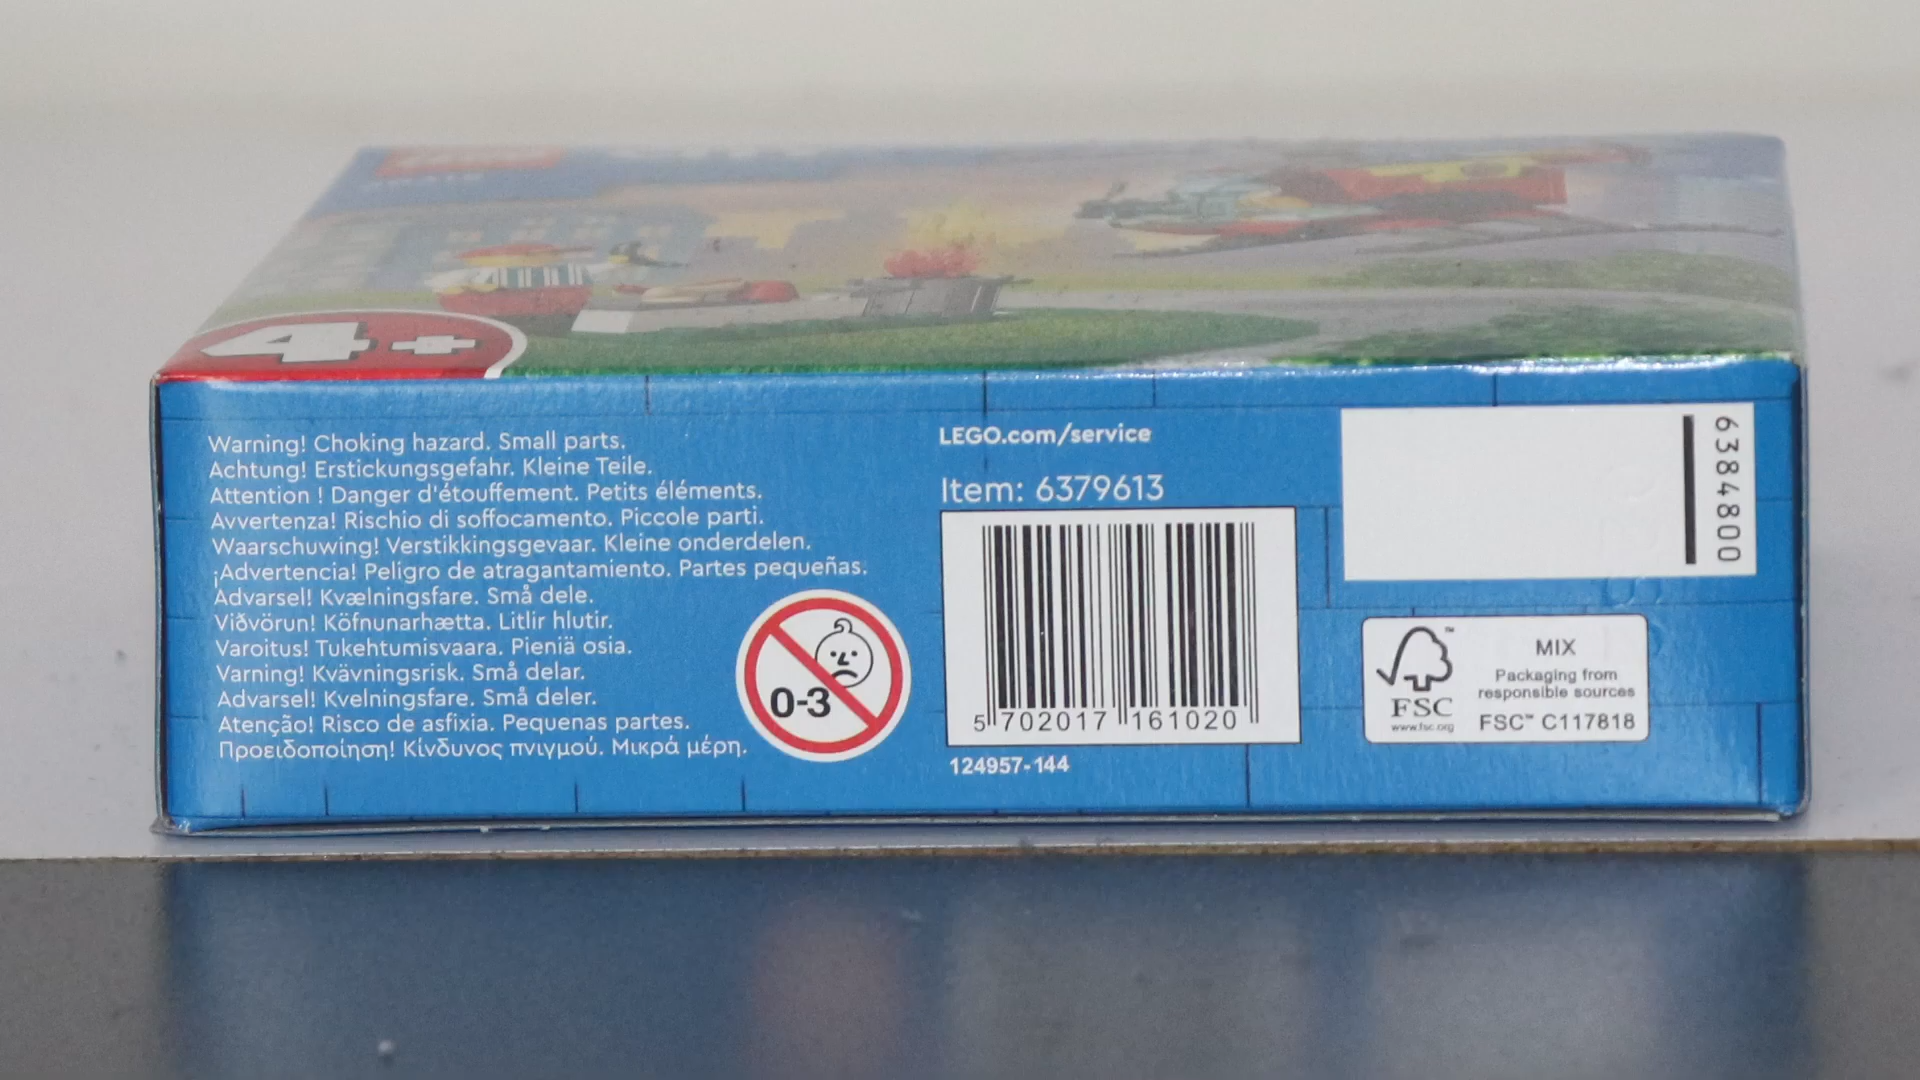 4+
Warning! Choking hazard. Small parts.
Achtung! Erstickungsgefahr. Kleine Teile.
Attention ! Danger d'étouffement. Petits éléments.
Avvertenza! Rischio di soffocamento. Piccole parti.
Waarschuwing! Verstikkingsgevaar. Kleine onderdelen.
¡Advertencia! Peligro de atragantamiento. Partes pequeñas.
Advarsel! Kvælningsfare. Små dele.
Viðvörun! Köfnunarhætta. Litlir hlutir.
Varoitus! Tukehtumisvaara. Pieniä osia.
Varning! Kvävningsrisk. Små delar.
Advarsel! Kvelningsfare. Små deler.
Atenção! Risco de asfixia. Pequenas partes.
Προειδοποίηση! Κίνδυνος πνιγμού. Μικρά μέρη.
0-3
LEGO.com/service
Item: 6379613
5 702017 161020
124957-144
6384800
FSC
www.fsc.org
MIX
Packaging from
responsible sources
FSC™ C117818